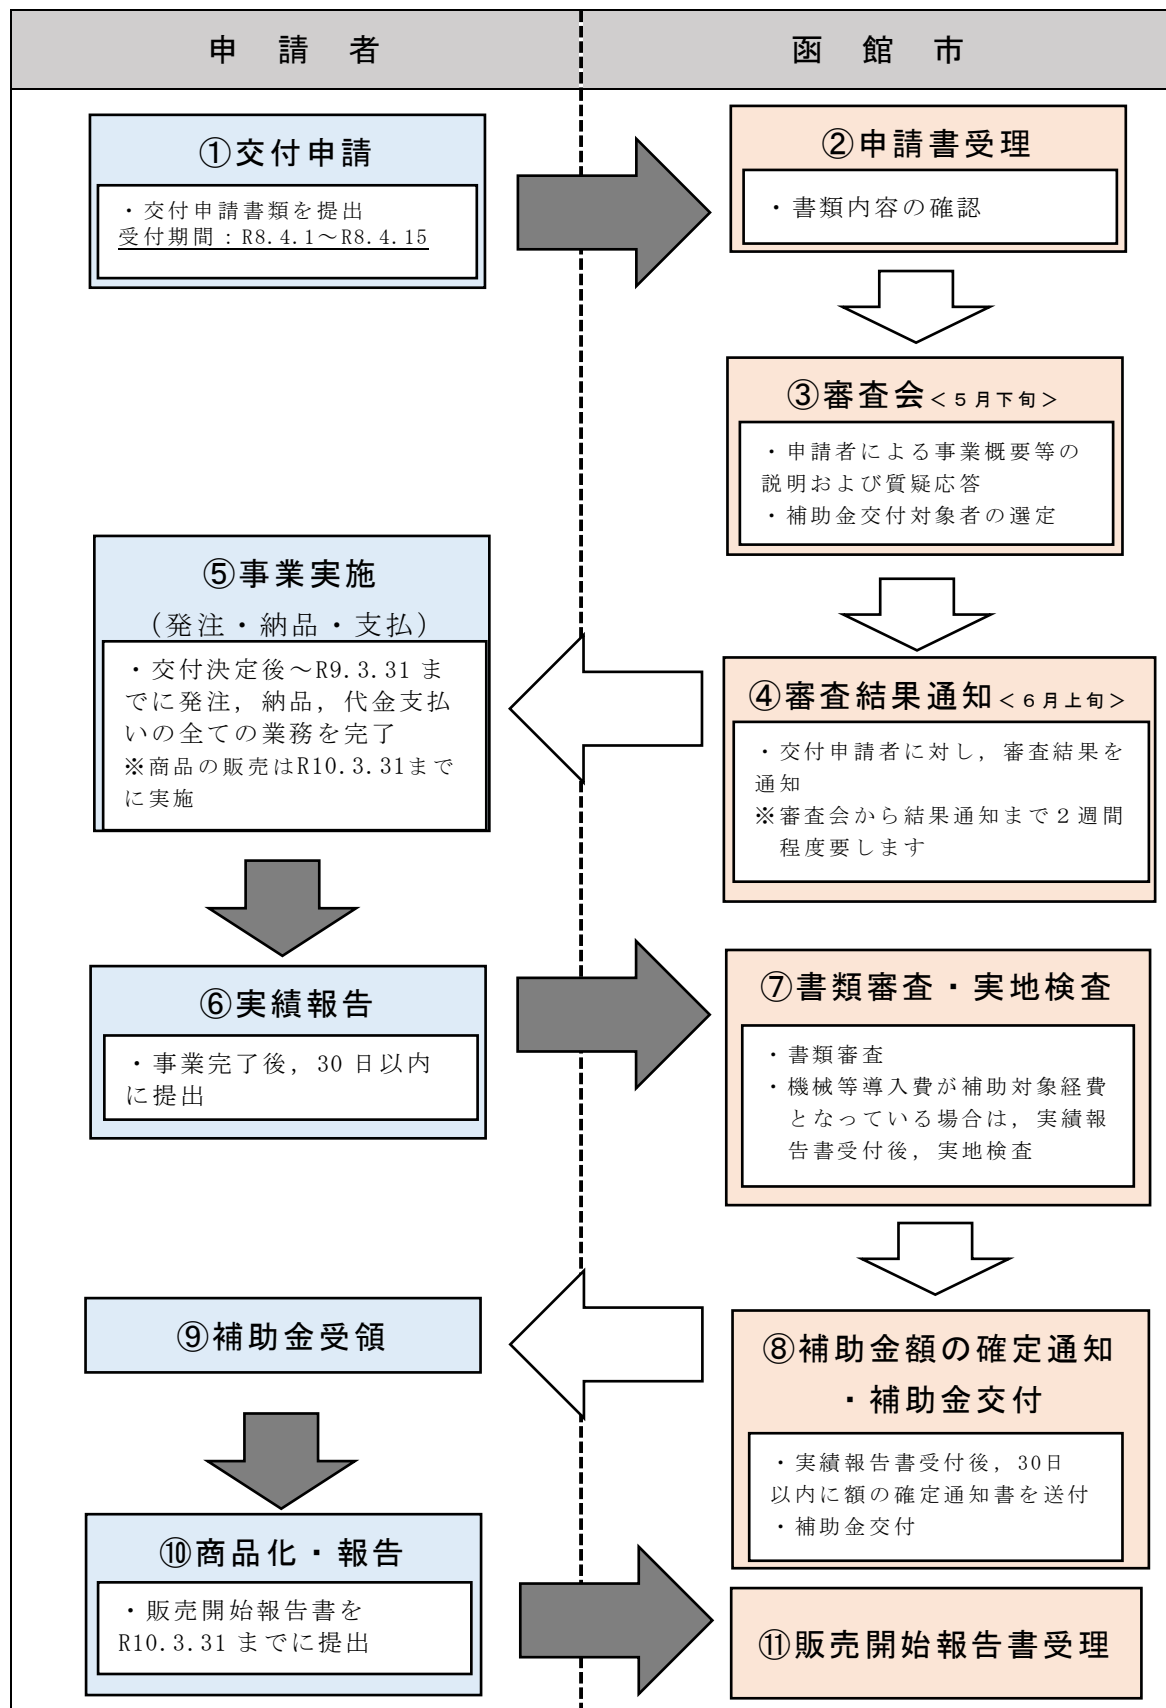 申請者
函館市
①交付申請
・交付申請書類を提出
受付期間：R8.4.1～R8.4.15
②申請書受理
・書類内容の確認
③審査会＜５月下旬＞
・申請者による事業概要等の
説明および質疑応答
・補助金交付対象者の選定
④審査結果通知＜６月上旬＞
・交付申請者に対し，審査結果を
通知
※審査会から結果通知まで２週間
程度要します
⑤事業実施
（発注・納品・支払）
・交付決定後～R9.3.31 ま
でに発注，納品，代金支払
いの全ての業務を完了
※商品の販売はR10.3.31まで
に実施
⑥実績報告
・事業完了後，30 日以内
に提出
⑦書類審査・実地検査
・書類審査
・機械等導入費が補助対象経費
となっている場合は，実績報
告書受付後，実地検査
⑧補助金額の確定通知
・補助金交付
・実績報告書受付後，30日
以内に額の確定通知書を送付
・補助金交付
⑨補助金受領
⑩商品化・報告
・販売開始報告書を
R10.3.31 までに提出
⑪販売開始報告書受理